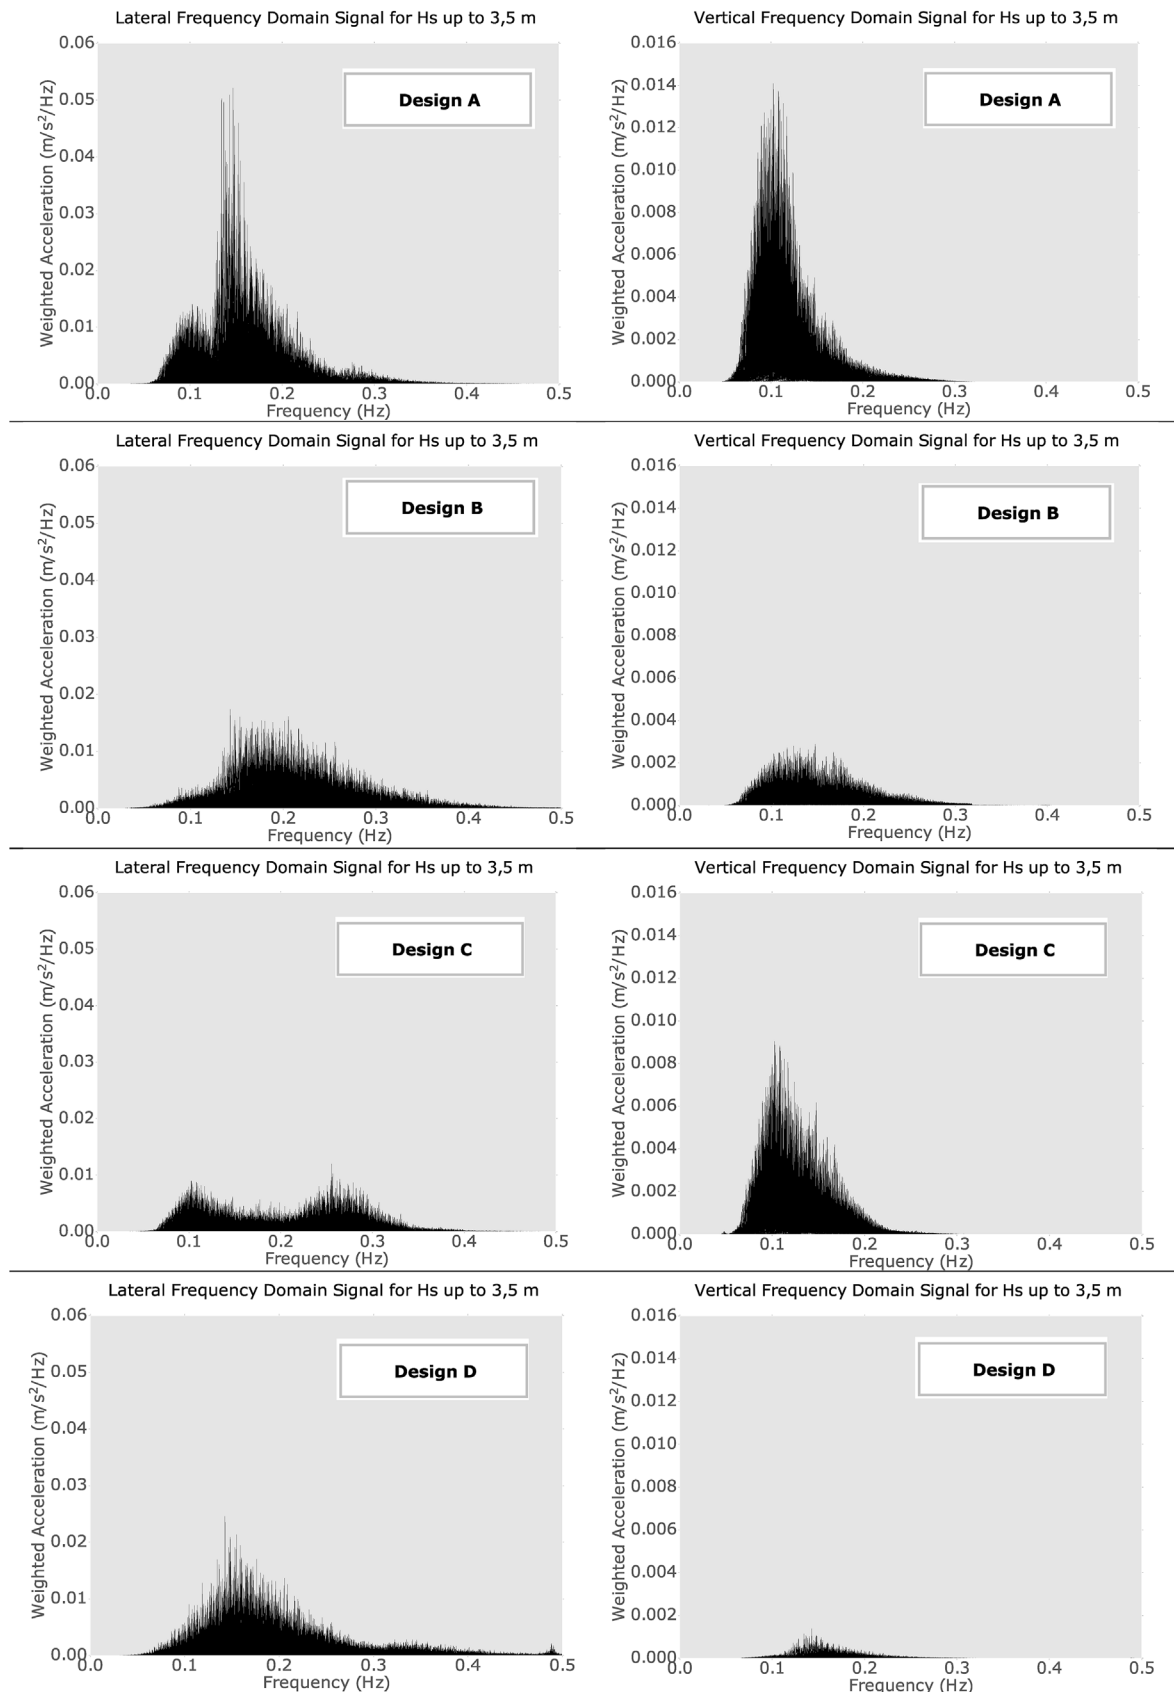 Lateral Frequency Domain Signal for Hs up to 3,5 m
Weighted Acceleration (m/s²/Hz)
0.06
0.05
0.04
0.03
0.02
0.01
0.00
Design A
0.0 0.1 0.2 0.3 0.4 0.5
Frequency (Hz)
Vertical Frequency Domain Signal for Hs up to 3,5 m
Weighted Acceleration (m/s²/Hz)
0.016
0.014
0.012
0.010
0.008
0.006
0.004
0.002
0.000
Design A
0.0 0.1 0.2 0.3 0.4 0.5
Frequency (Hz)
Lateral Frequency Domain Signal for Hs up to 3,5 m
Weighted Acceleration (m/s²/Hz)
0.06
0.05
0.04
0.03
0.02
0.01
0.00
Design B
0.0 0.1 0.2 0.3 0.4 0.5
Frequency (Hz)
Vertical Frequency Domain Signal for Hs up to 3,5 m
Weighted Acceleration (m/s²/Hz)
0.016
0.014
0.012
0.010
0.008
0.006
0.004
0.002
0.000
Design B
0.0 0.1 0.2 0.3 0.4 0.5
Frequency (Hz)
Lateral Frequency Domain Signal for Hs up to 3,5 m
Weighted Acceleration (m/s²/Hz)
0.06
0.05
0.04
0.03
0.02
0.01
0.00
Design C
0.0 0.1 0.2 0.3 0.4 0.5
Frequency (Hz)
Vertical Frequency Domain Signal for Hs up to 3,5 m
Weighted Acceleration (m/s²/Hz)
0.016
0.014
0.012
0.010
0.008
0.006
0.004
0.002
0.000
Design C
0.0 0.1 0.2 0.3 0.4 0.5
Frequency (Hz)
Lateral Frequency Domain Signal for Hs up to 3,5 m
Weighted Acceleration (m/s²/Hz)
0.06
0.05
0.04
0.03
0.02
0.01
0.00
Design D
0.0 0.1 0.2 0.3 0.4 0.5
Frequency (Hz)
Vertical Frequency Domain Signal for Hs up to 3,5 m
Weighted Acceleration (m/s²/Hz)
0.016
0.014
0.012
0.010
0.008
0.006
0.004
0.002
0.000
Design D
0.0 0.1 0.2 0.3 0.4 0.5
Frequency (Hz)